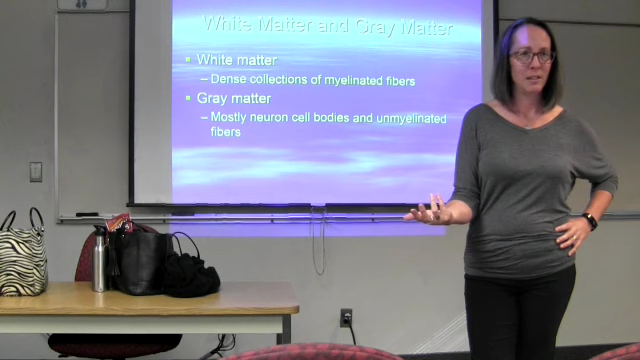 White Matter and Gray Matter
White matter
– Dense collections of myelinated fibers
Gray matter
– Mostly neuron cell bodies and unmyelinated
fibers